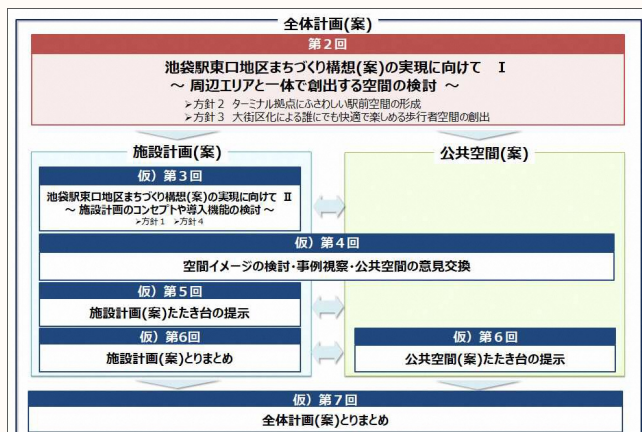 全体計画(案)
第2回
池袋駅東口地区まちづくり構想(案)の実現に向けて Ⅰ
～ 周辺エリアと一体で創出する空間の検討 ～
➢方針2 ターミナル拠点にふさわしい駅前空間の形成
➢方針3 大街区化による誰にでも快適で楽しめる歩行者空間の創出
施設計画(案)
公共空間(案)
仮）第3回
池袋駅東口地区まちづくり構想(案)の実現に向けて Ⅱ
～ 施設計画のコンセプトや導入機能の検討 ～
➢方針1 ➢方針4
仮）第4回
空間イメージの検討・事例視察・公共空間の意見交換
仮）第5回
施設計画(案)たたき台の提示
仮）第6回
施設計画(案)とりまとめ
仮）第6回
公共空間(案)たたき台の提示
仮）第7回
全体計画(案)とりまとめ